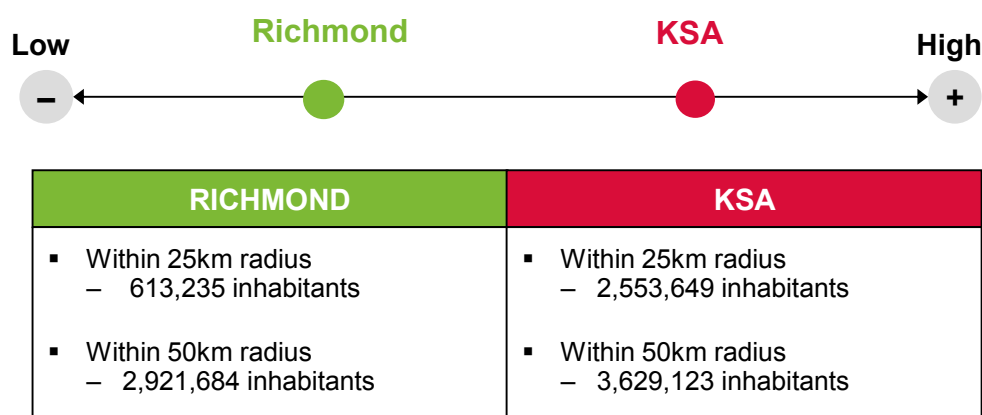 Low
Richmond
KSA
High
–
+
RICHMOND
KSA
▪ Within 25km radius
– 613,235 inhabitants
▪ Within 50km radius
– 2,921,684 inhabitants
▪ Within 25km radius
– 2,553,649 inhabitants
▪ Within 50km radius
– 3,629,123 inhabitants